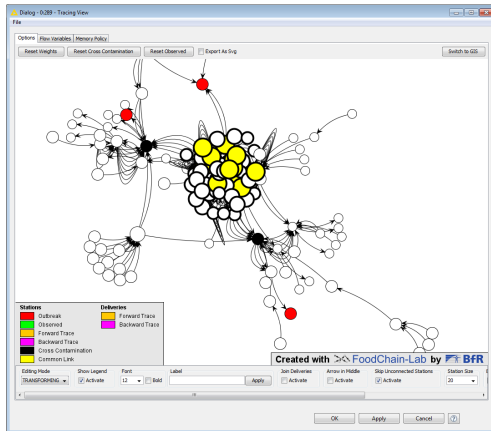 Dialog - 0:289 - Tracing View
File
Options Flow Variables Memory Policy
Reset Weights Reset Cross Contamination Reset Observed Export As Svg Switch to GIS
Stations Deliveries
Outbreak Forward Trace
Observed Backward Trace
Forward Trace
Backward Trace
Cross Contamination
Common Link
Created with FoodChain-Lab by BfR
Editing Mode Show Legend Font Label Join Deliveries Arrow in Middle Skip Unconnected Stations Station Size
TRANSFORMING Activate 12 Bold Apply Activate Activate Activate 20
OK Apply Cancel ?